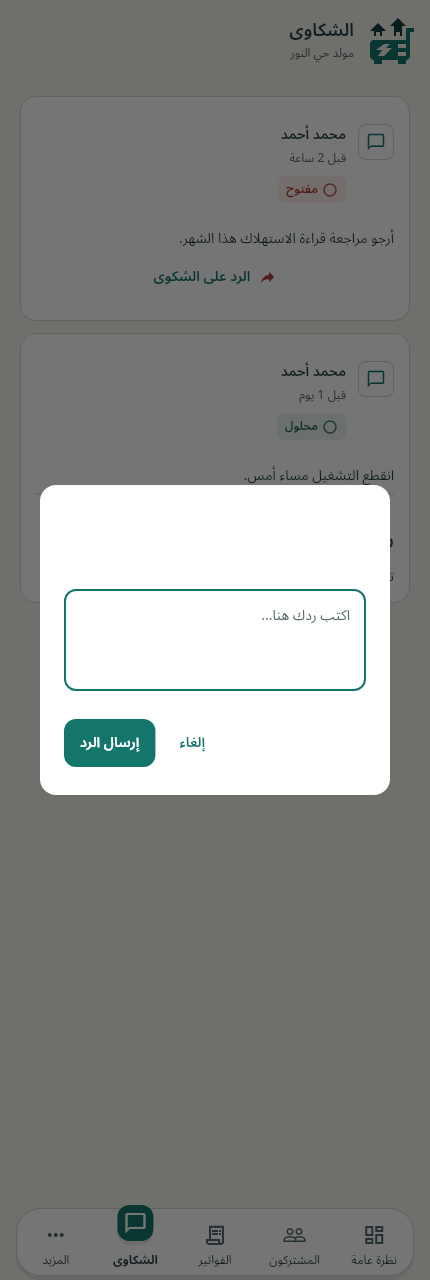 الشكاوى
مولد حي النور
محمد أحمد
قبل 2 ساعة
مفتوح
أرجو مراجعة قراءة الاستهلاك هذا الشهر.
الرد على الشكوى
محمد أحمد
قبل 1 يوم
محلول
انقطع التشغيل مساء أمس.
اكتب ردك هنا...
إلغاء
إرسال الرد
نظرة عامة
المشتركون
الفواتير
الشكاوى
المزيد